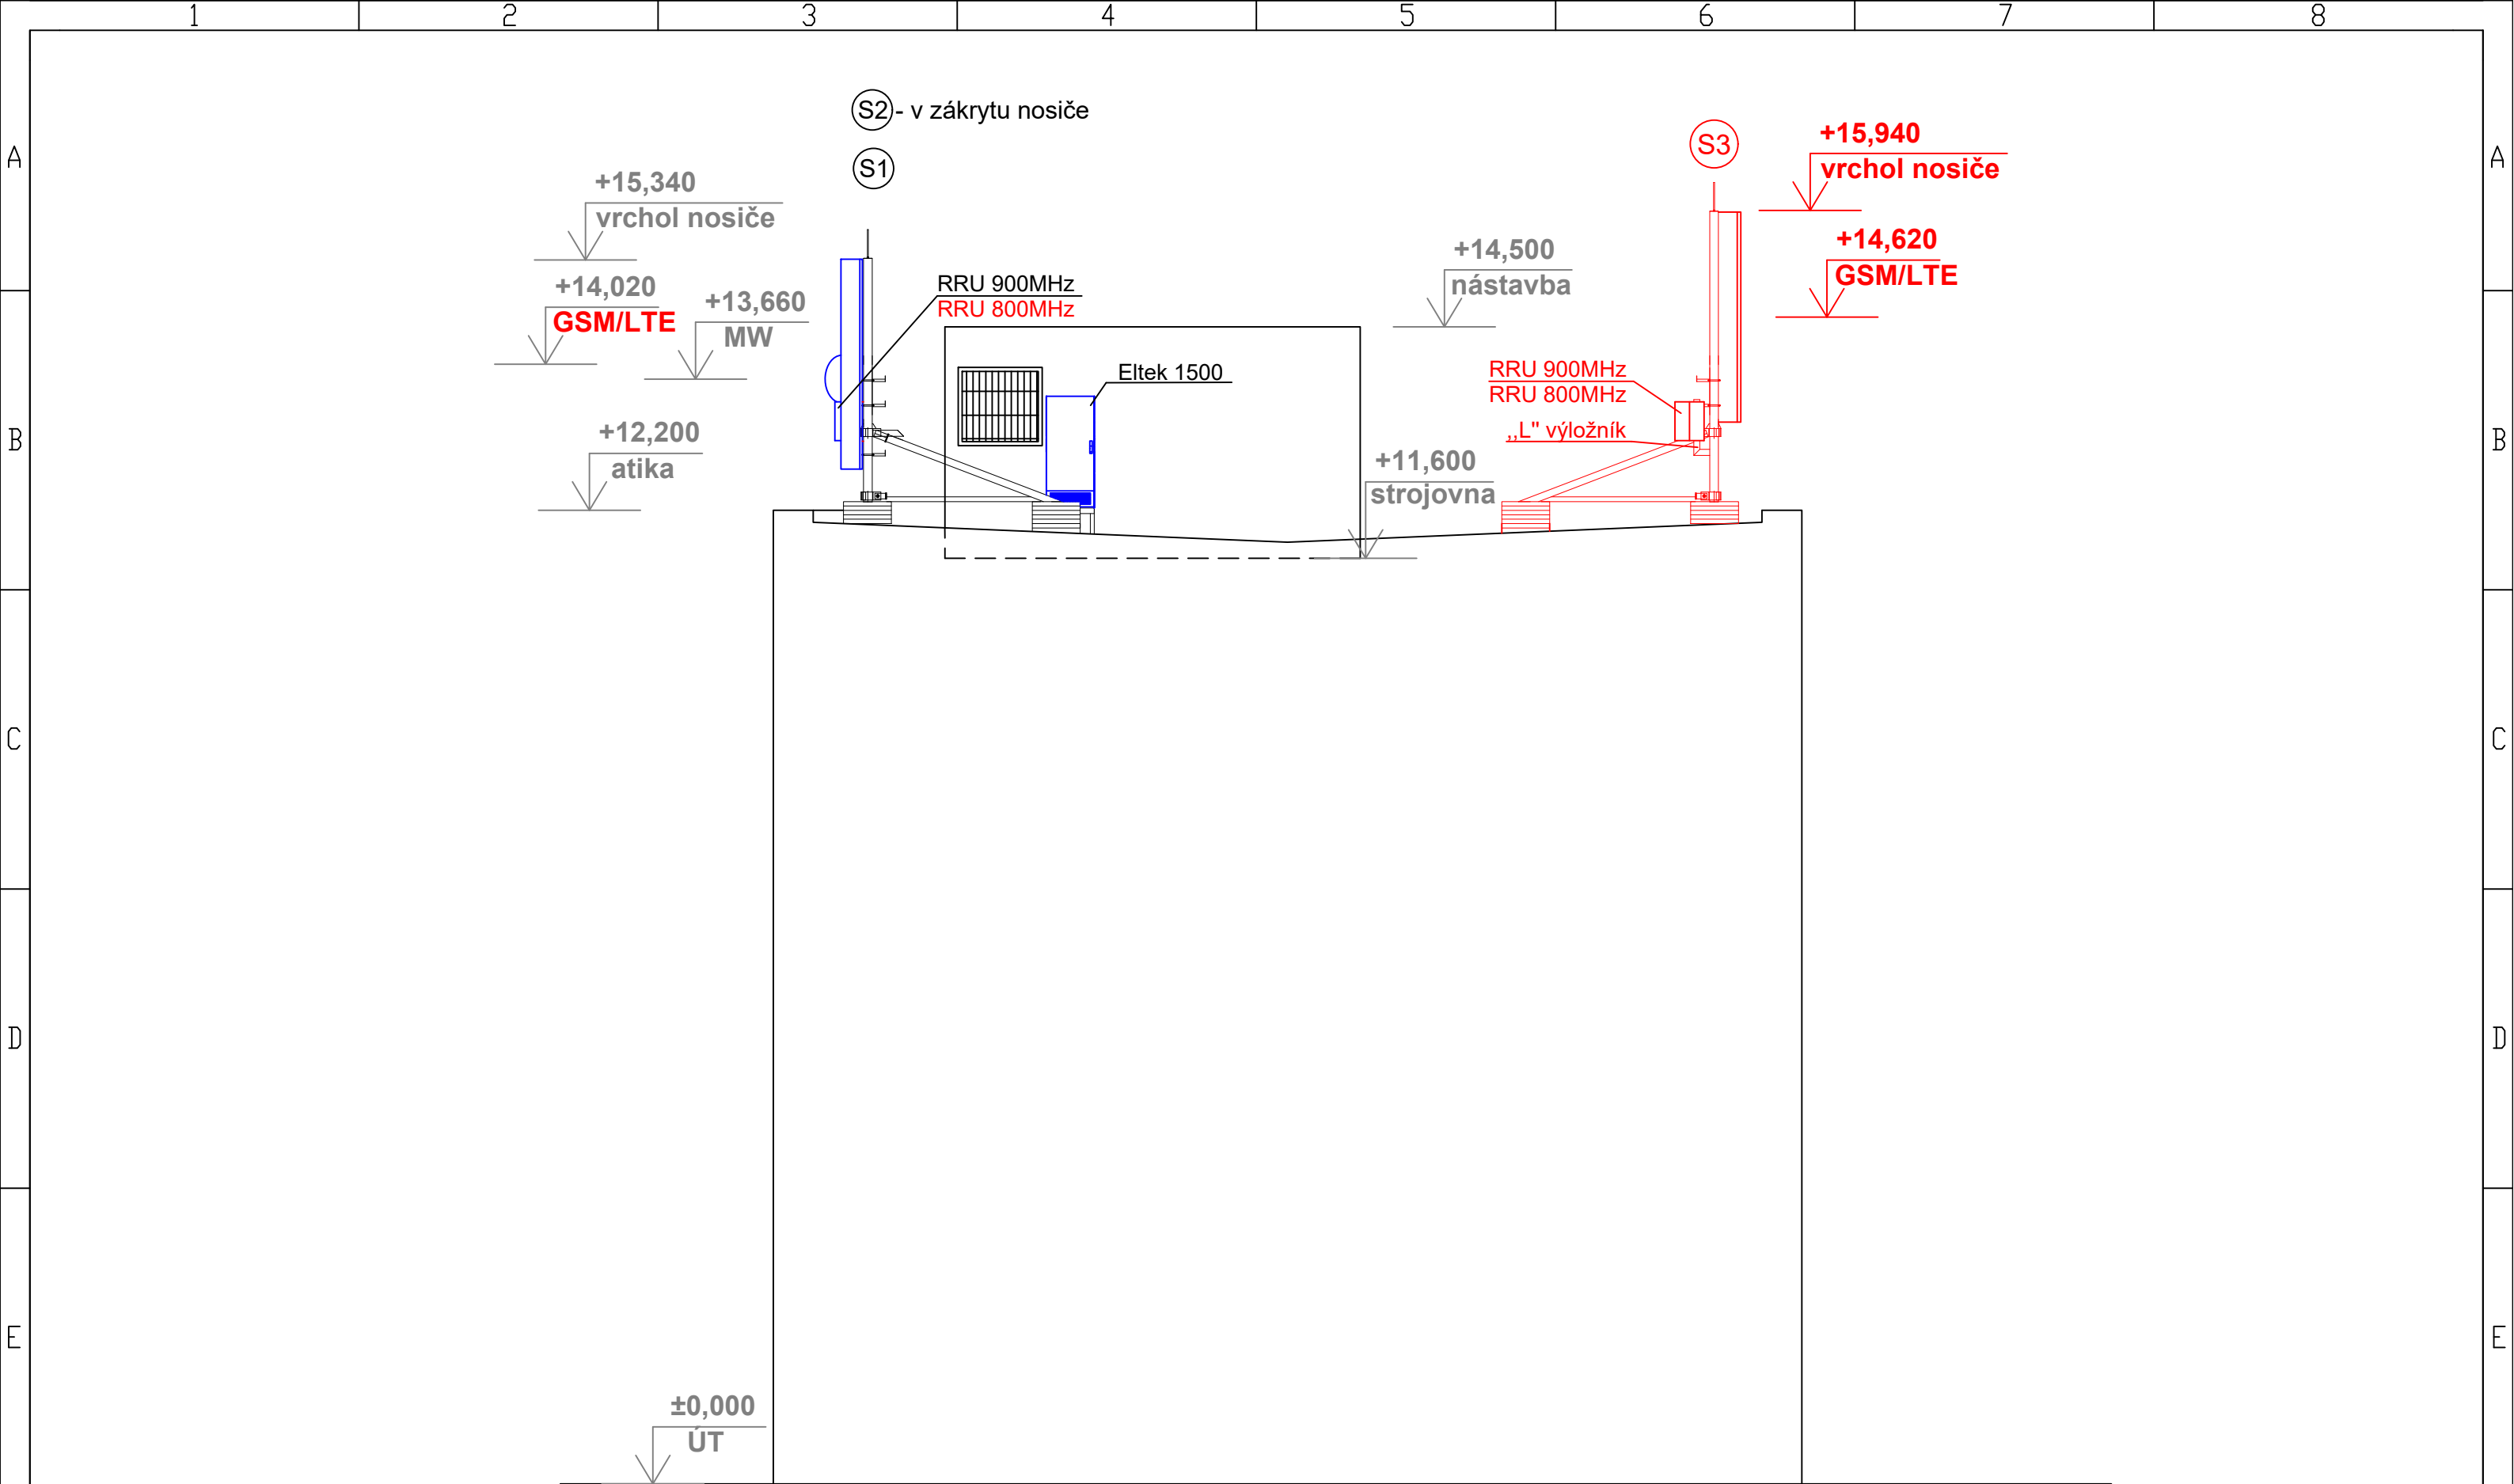 1 2 3 4 5 6 7 8
S2 - v zákrytu nosiče
S1
S3
+15,940
vrchol nosiče
+15,340
vrchol nosiče
+14,620
GSM/LTE
+14,500
nástavba
+14,020
GSM/LTE
+13,660
MW
RRU 900MHz
RRU 800MHz
Eltek 1500
RRU 900MHz
RRU 800MHz
,,L" výložník
+12,200
atika
+11,600
strojovna
±0,000
ÚT
A A
B B
C C
D D
E E